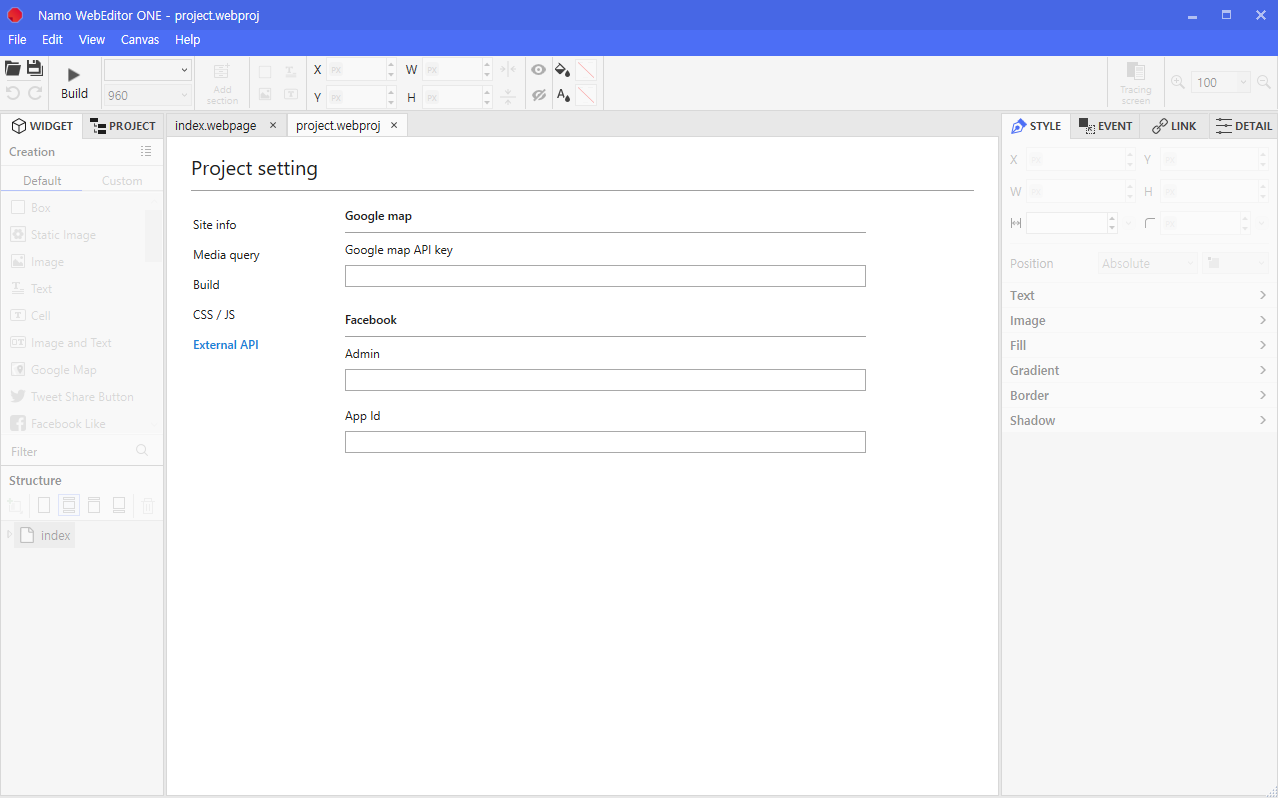 Namo WebEditor ONE - project.webproj
File Edit View Canvas Help
Build
960
Add section
X PX W PX
Y PX H PX
Tracing screen
100
WIDGET PROJECT
index.webpage × project.webproj ×
STYLE EVENT LINK DETAIL
Creation
Default Custom
Box
Static Image
Image
Text
Cell
Image and Text
Google Map
Tweet Share Button
Facebook Like
Filter
Structure
index
Project setting
Site info
Media query
Build
CSS / JS
External API
Google map
Google map API key
Facebook
Admin
App Id
X PX Y PX
W PX H PX
PX
Position Absolute
Text
Image
Fill
Gradient
Border
Shadow